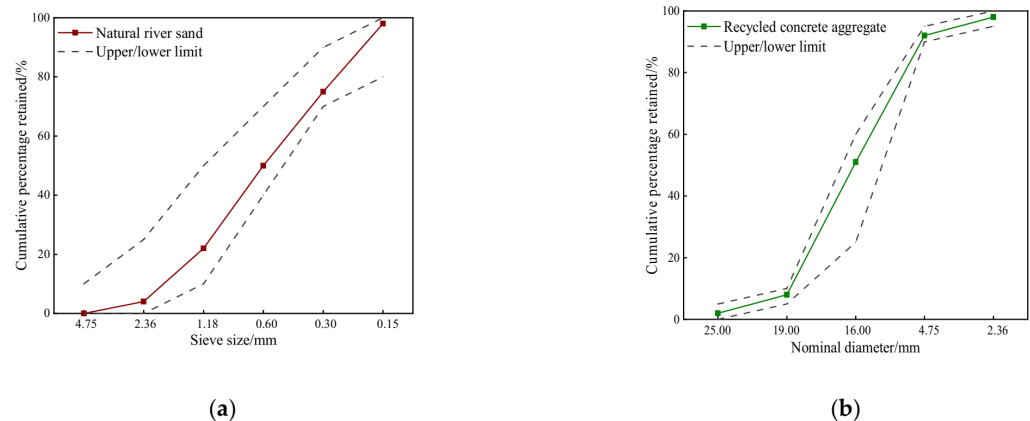 100
80
60
40
20
0
Cumulative percentage retained/%
Natural river sand
Upper/lower limit
4.75 2.36 1.18 0.60 0.30 0.15
Sieve size/mm
(a)
100
80
60
40
20
0
Cumulative percentage retained/%
Recycled concrete aggregate
Upper/lower limit
25.00 19.00 16.00 4.75 2.36
Nominal diameter/mm
(b)